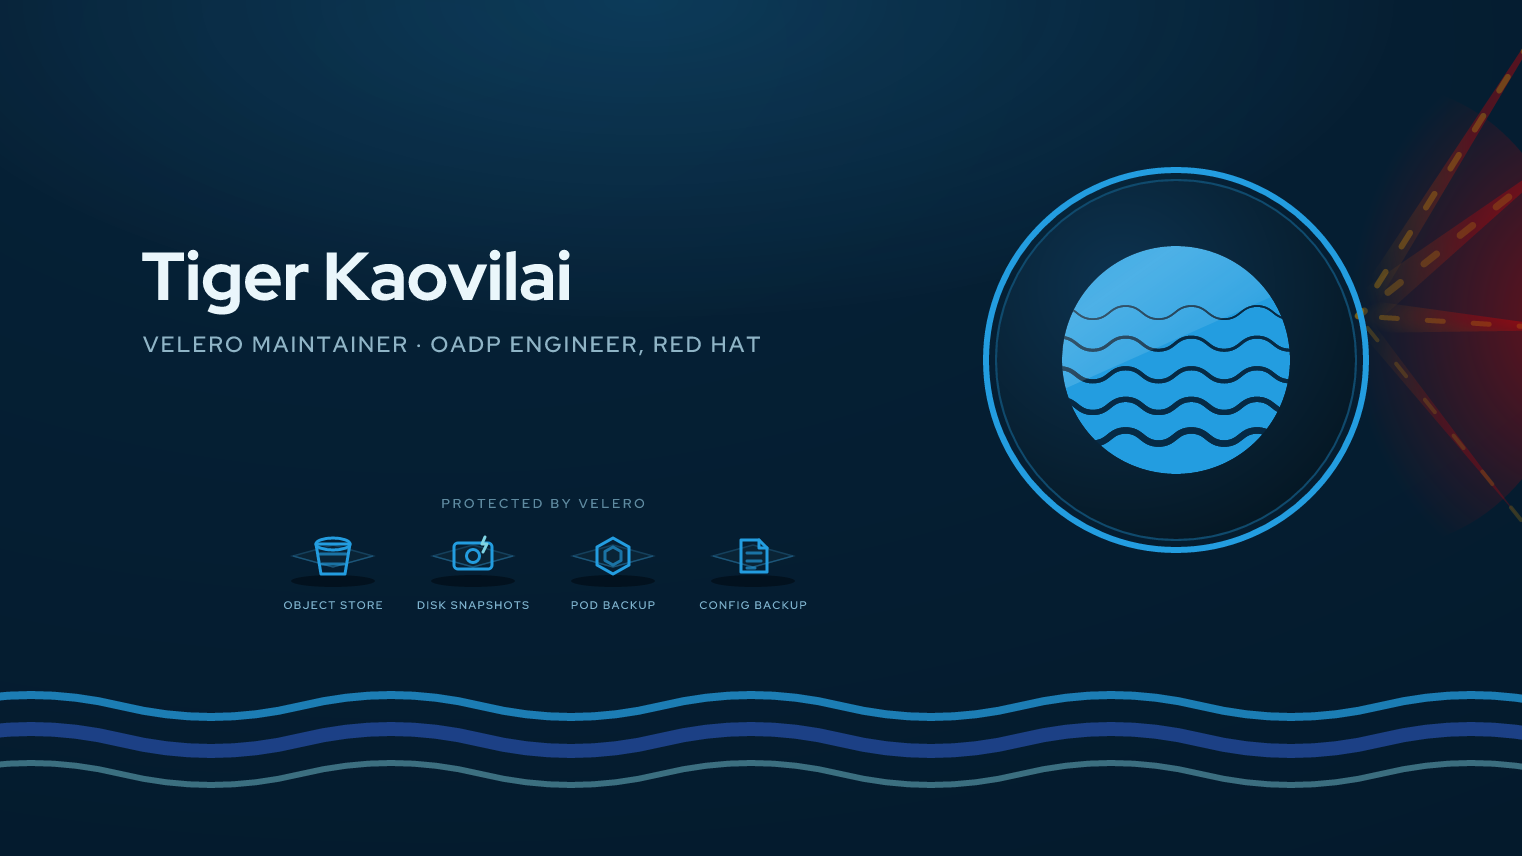 Tiger Kaovilai
VELERO MAINTAINER · OADP ENGINEER, RED HAT
PROTECTED BY VELERO
OBJECT STORE
DISK SNAPSHOTS
POD BACKUP
CONFIG BACKUP